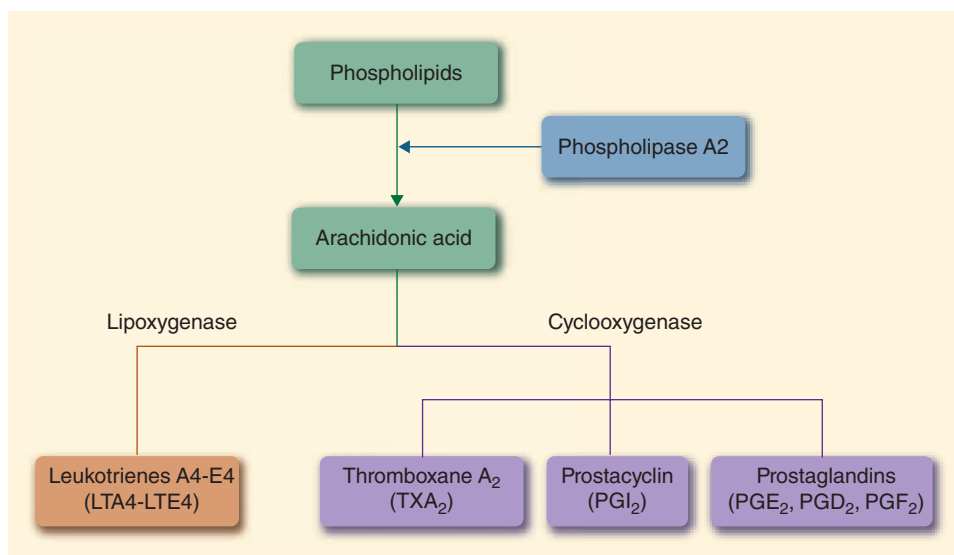 Phospholipids
Phospholipase A2
Arachidonic acid
Lipoxygenase
Cyclooxygenase
Leukotrienes A4-E4
(LTA4-LTE4)
Thromboxane A₂
(TXA₂)
Prostacyclin
(PGI₂)
Prostaglandins
(PGE₂, PGD₂, PGF₂)